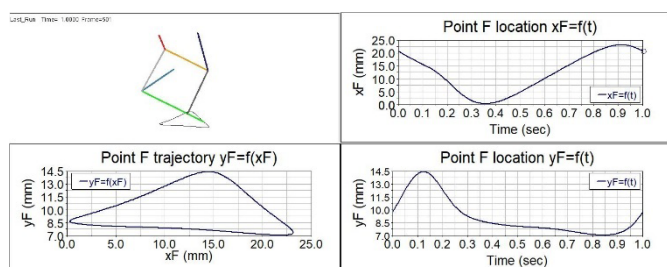 Last_Run Time= 1.0000 Frame=501
Point F location xF=f(t)
xF (mm)
25.0
20.0
15.0
10.0
5.0
0.0
xF=f(t)
0.0 0.1 0.2 0.3 0.4 0.5 0.6 0.7 0.8 0.9 1.0
Time (sec)
Point F trajectory yF=f(xF)
yF (mm)
14.5
13.0
11.5
10.0
8.5
7.0
yF=f(xF)
0.0 5.0 10.0 15.0 20.0 25.0
xF (mm)
Point F location yF=f(t)
yF (mm)
14.5
13.0
11.5
10.0
8.5
7.0
yF=f(t)
0.0 0.1 0.2 0.3 0.4 0.5 0.6 0.7 0.8 0.9 1.0
Time (sec)